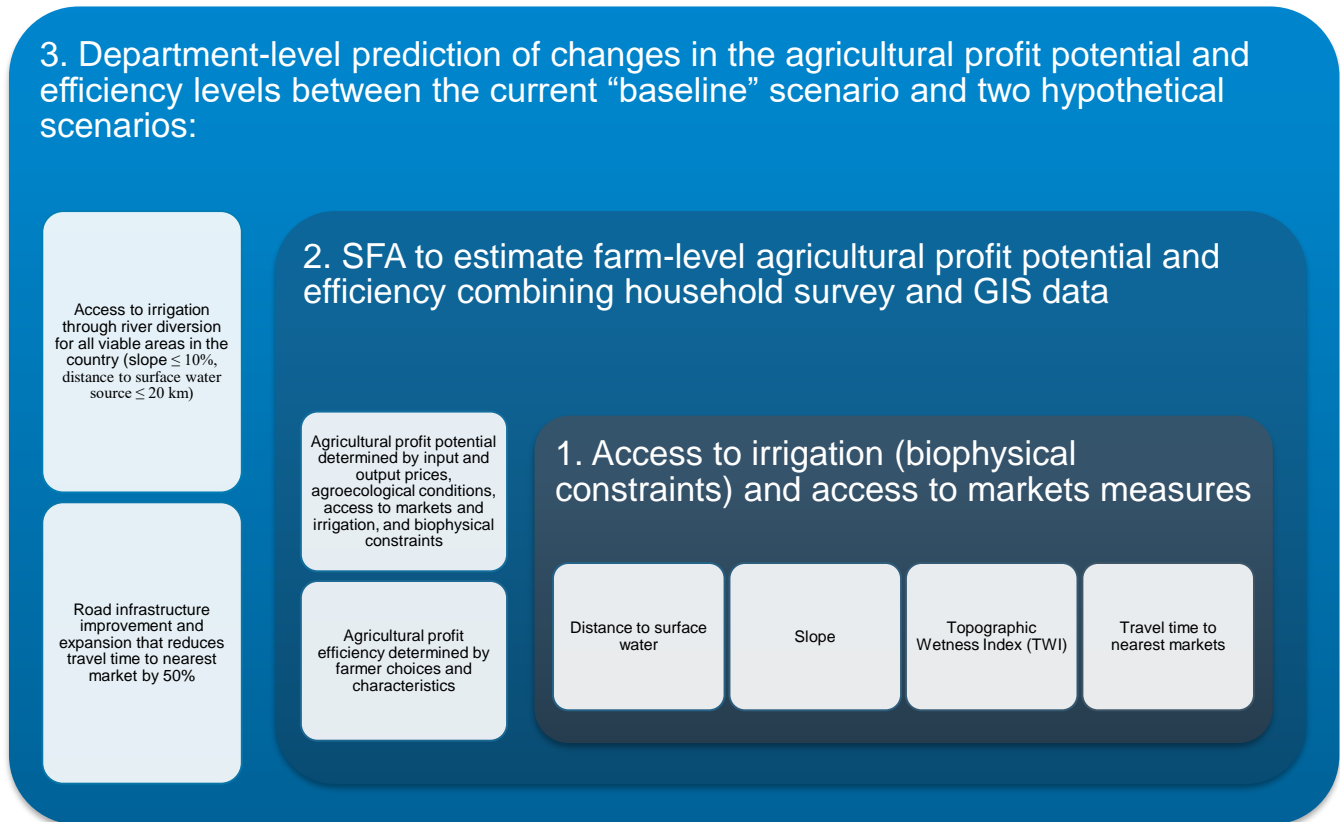 3. Department-level prediction of changes in the agricultural profit potential and
efficiency levels between the current “baseline” scenario and two hypothetical
scenarios:
Access to irrigation
through river diversion
for all viable areas in the
country (slope ≤ 10%,
distance to surface water
source ≤ 20 km)
Road infrastructure
improvement and
expansion that reduces
travel time to nearest
market by 50%
2. SFA to estimate farm-level agricultural profit potential and
efficiency combining household survey and GIS data
Agricultural profit potential
determined by input and
output prices,
agroecological conditions,
access to markets and
irrigation, and biophysical
constraints
Agricultural profit
efficiency determined by
farmer choices and
characteristics
1. Access to irrigation (biophysical
constraints) and access to markets measures
Distance to surface
water
Slope
Topographic
Wetness Index (TWI)
Travel time to
nearest markets